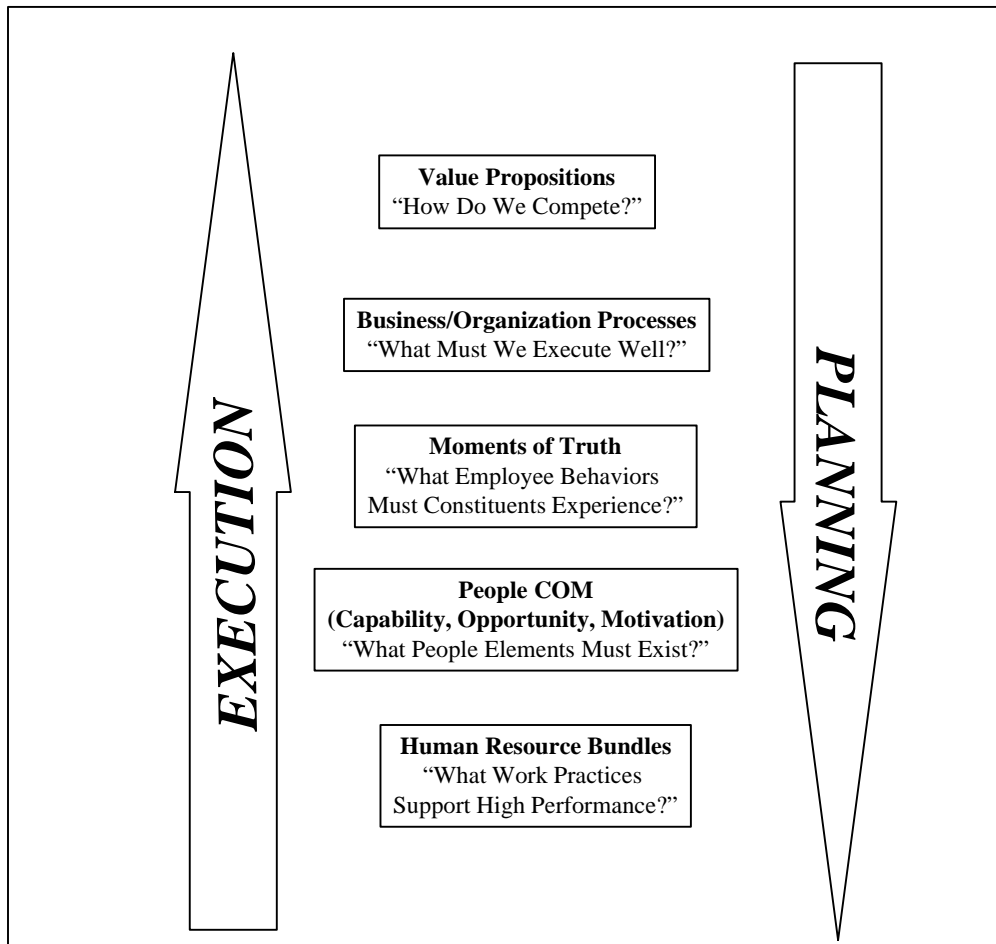 Value Propositions
“How Do We Compete?”
Business/Organization Processes
“What Must We Execute Well?”
Moments of Truth
“What Employee Behaviors
Must Constituents Experience?”
People COM
(Capability, Opportunity, Motivation)
“What People Elements Must Exist?”
Human Resource Bundles
“What Work Practices
Support High Performance?”
EXECUTION
PLANNING